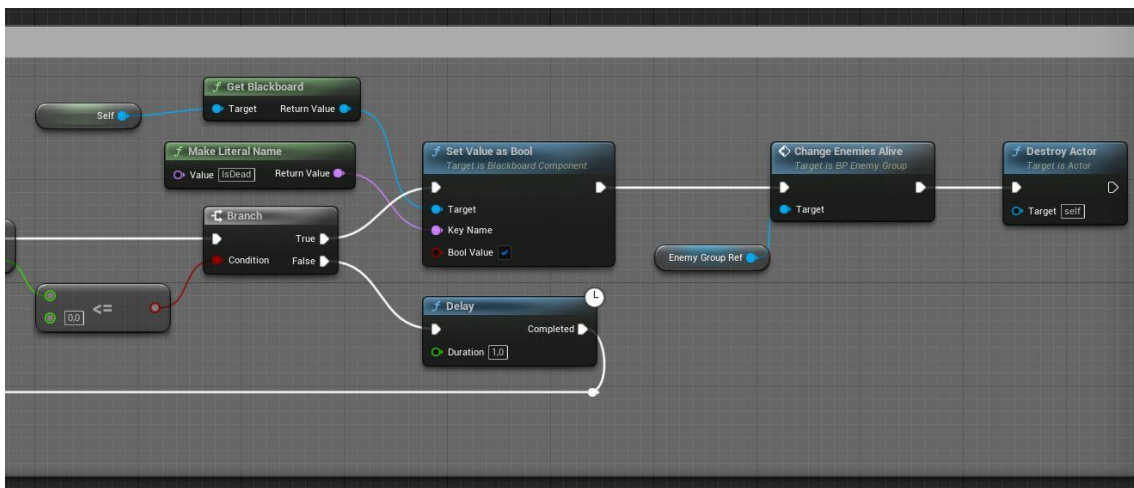 Get Blackboard
Self
Target Return Value
Make Literal Name
Value IsDead Return Value
Set Value as Bool
Target is Blackboard Component
Target
Key Name
Bool Value
Branch
True
Condition False
0,0 <=
Delay
Completed
Duration 1,0
Change Enemies Alive
Target is BP Enemy Group
Target
Enemy Group Ref
Destroy Actor
Target is Actor
Target self